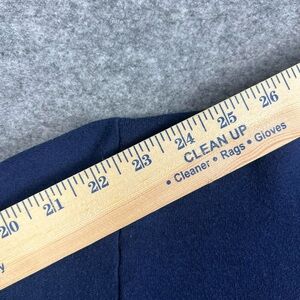 20 21 22 23 24 25 26
CLEAN UP
• Cleaner • Rags • Gloves
y